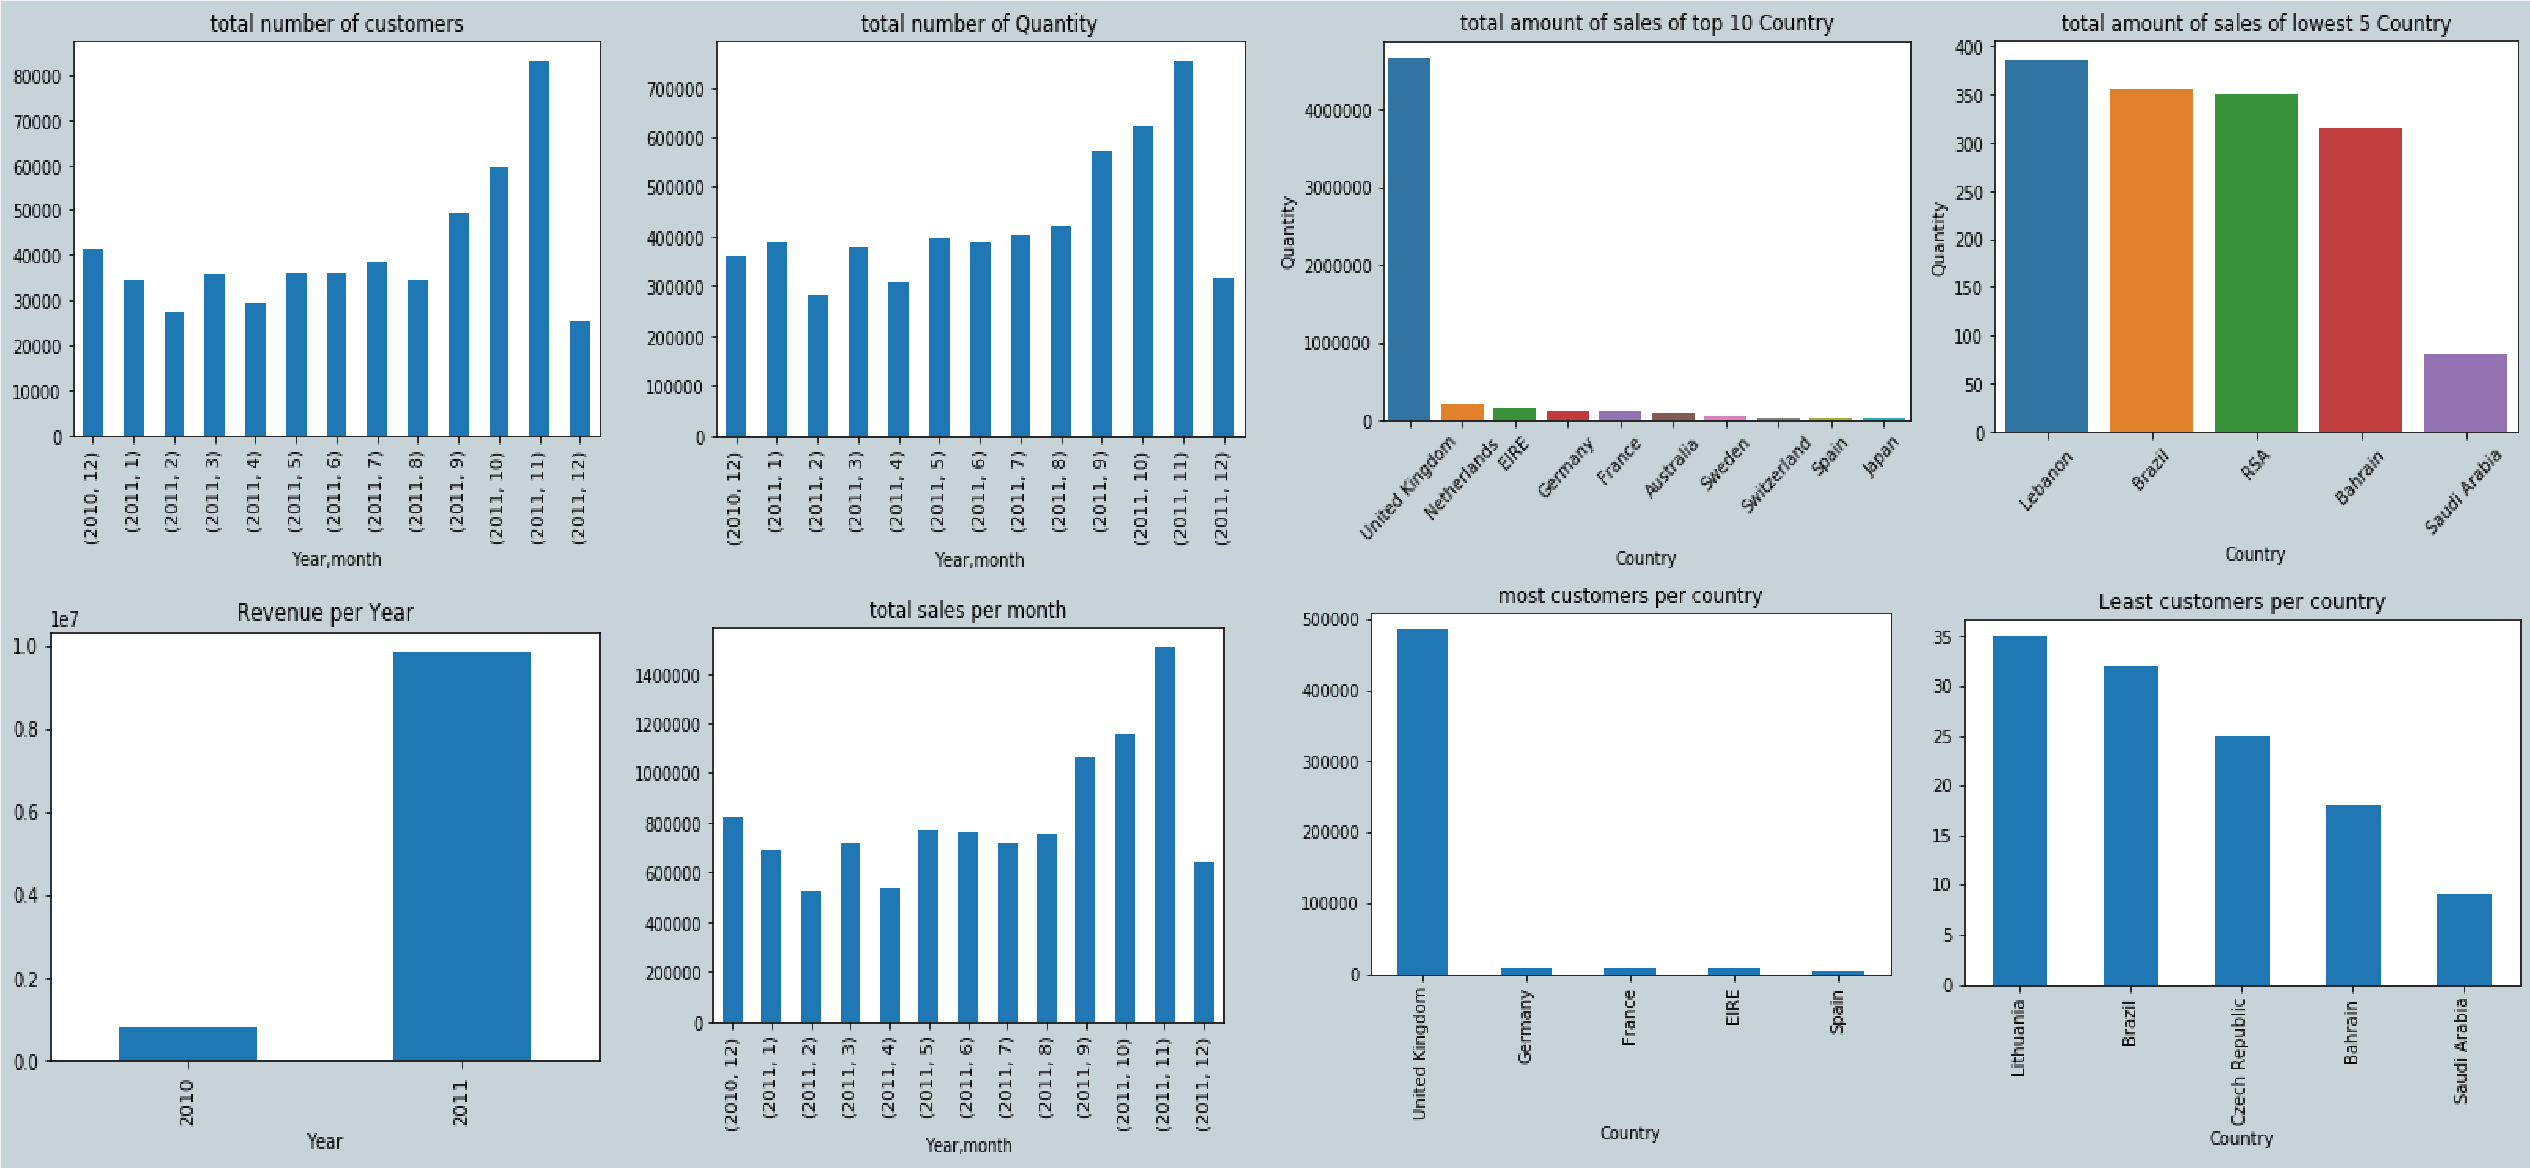 total number of customers
80000
70000
60000
50000
40000
30000
20000
10000
0
(2010, 12)
(2011, 1)
(2011, 2)
(2011, 3)
(2011, 4)
(2011, 5)
(2011, 6)
(2011, 7)
(2011, 8)
(2011, 9)
(2011, 10)
(2011, 11)
(2011, 12)
Year,month
total number of Quantity
700000
600000
500000
400000
300000
200000
100000
0
(2010, 12)
(2011, 1)
(2011, 2)
(2011, 3)
(2011, 4)
(2011, 5)
(2011, 6)
(2011, 7)
(2011, 8)
(2011, 9)
(2011, 10)
(2011, 11)
(2011, 12)
Year,month
total amount of sales of top 10 Country
Quantity
4000000
3000000
2000000
1000000
0
United Kingdom
Netherlands
EIRE
Germany
France
Australia
Sweden
Switzerland
Spain
Japan
Country
total amount of sales of lowest 5 Country
Quantity
400
350
300
250
200
150
100
50
0
Lebanon
Brazil
RSA
Bahrain
Saudi Arabia
Country
Revenue per Year
1e7
1.0
0.8
0.6
0.4
0.2
0.0
2010
2011
Year
total sales per month
1400000
1200000
1000000
800000
600000
400000
200000
0
(2010, 12)
(2011, 1)
(2011, 2)
(2011, 3)
(2011, 4)
(2011, 5)
(2011, 6)
(2011, 7)
(2011, 8)
(2011, 9)
(2011, 10)
(2011, 11)
(2011, 12)
Year,month
most customers per country
500000
400000
300000
200000
100000
0
United Kingdom
Germany
France
EIRE
Spain
Country
Least customers per country
35
30
25
20
15
10
5
0
Lithuania
Brazil
Czech Republic
Bahrain
Saudi Arabia
Country